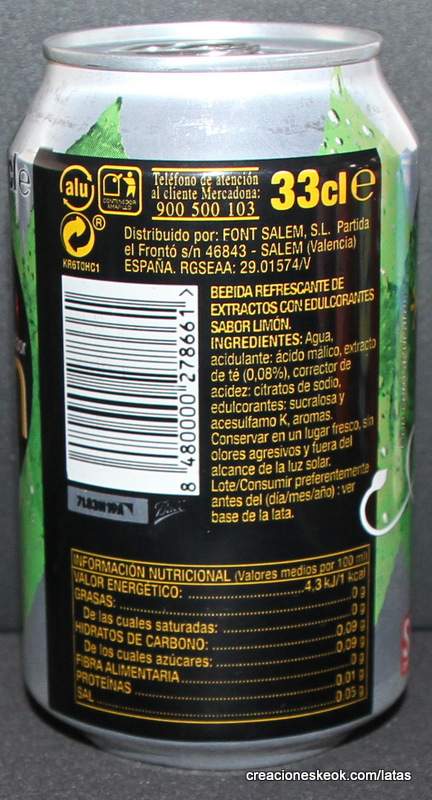 alu
CONTENEDOR
AMARILLO
Teléfono de atención
al cliente Mercadona:
900 500 103
33cl e
®
KR6TOHC1
Distribuido por: FONT SALEM, S.L. Partida
el Frontó s/n 46843 - SALEM (Valencia)
ESPAÑA. RGSEAA: 29.01574/V
8 480000 278661 >
BEBIDA REFRESCANTE DE
EXTRACTOS CON EDULCORANTES
SABOR LIMÓN.
INGREDIENTES: Agua,
acidulante: ácido málico, extracto
de té (0,08%), corrector de
acidez: citratos de sodio,
edulcorantes: sucralosa y
acesulfamo K, aromas.
Conservar en un lugar fresco, sin
olores agresivos y fuera del
alcance de la luz solar.
Lote/Consumir preferentemente
antes del (día/mes/año) : ver
base de la lata.
INFORMACIÓN NUTRICIONAL (Valores medios por 100 ml)
VALOR ENERGÉTICO: 4,3 kJ/1 kcal
GRASAS: 0 g
De las cuales saturadas: 0 g
HIDRATOS DE CARBONO: 0,09 g
De los cuales azúcares: 0,09 g
FIBRA ALIMENTARIA 0 g
PROTEÍNAS 0,01 g
SAL 0,05 g
creacioneskeok.com/latas